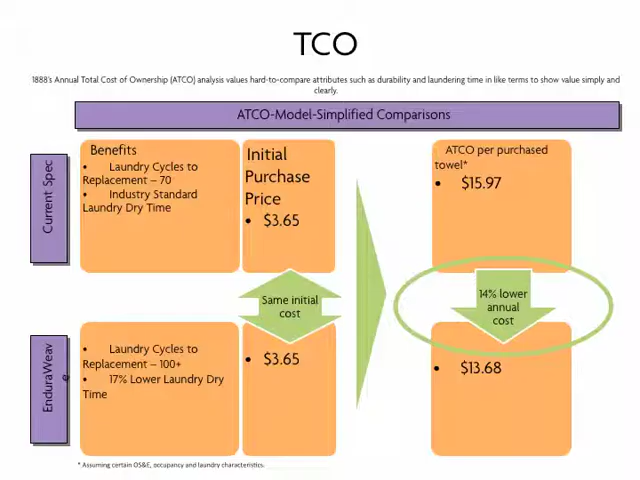 TCO
1888's Annual Total Cost of Ownership (ATCO) analysis values hard-to-compare attributes such as durability and laundering time in like terms to show value simply and
clearly.
ATCO-Model-Simplified Comparisons
Current Spec
Benefits
• Laundry Cycles to
Replacement – 70
• Industry Standard
Laundry Dry Time
Initial
Purchase
Price
• $3.65
ATCO per purchased
towel*
• $15.97
Same initial
cost
14% lower
annual
cost
EnduraWeav
e
• Laundry Cycles to
Replacement – 100+
• 17% Lower Laundry Dry
Time
• $3.65
• $13.68
* Assuming certain OS&E, occupancy and laundry characteristics.